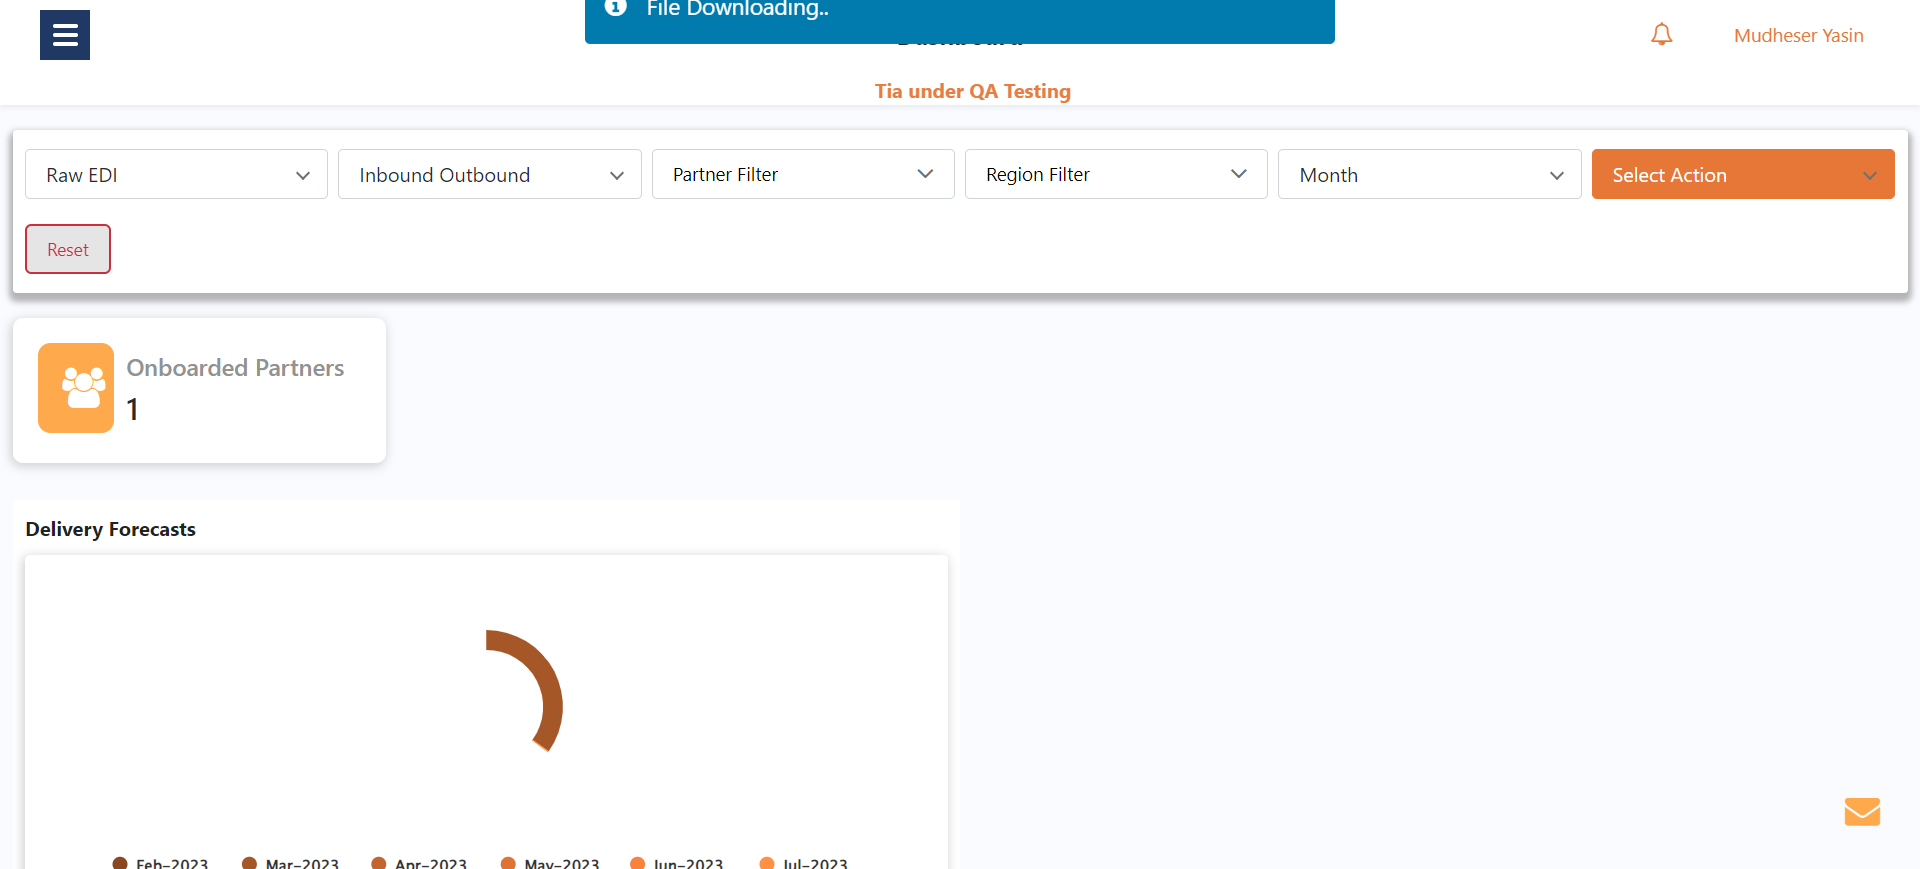 File Downloading..
Mudheser Yasin
Tia under QA Testing
Raw EDI
Inbound Outbound
Partner Filter
Region Filter
Month
Select Action
Reset
Onboarded Partners
1
Delivery Forecasts
Feb-2023
Mar-2023
Apr-2023
May-2023
Jun-2023
Jul-2023